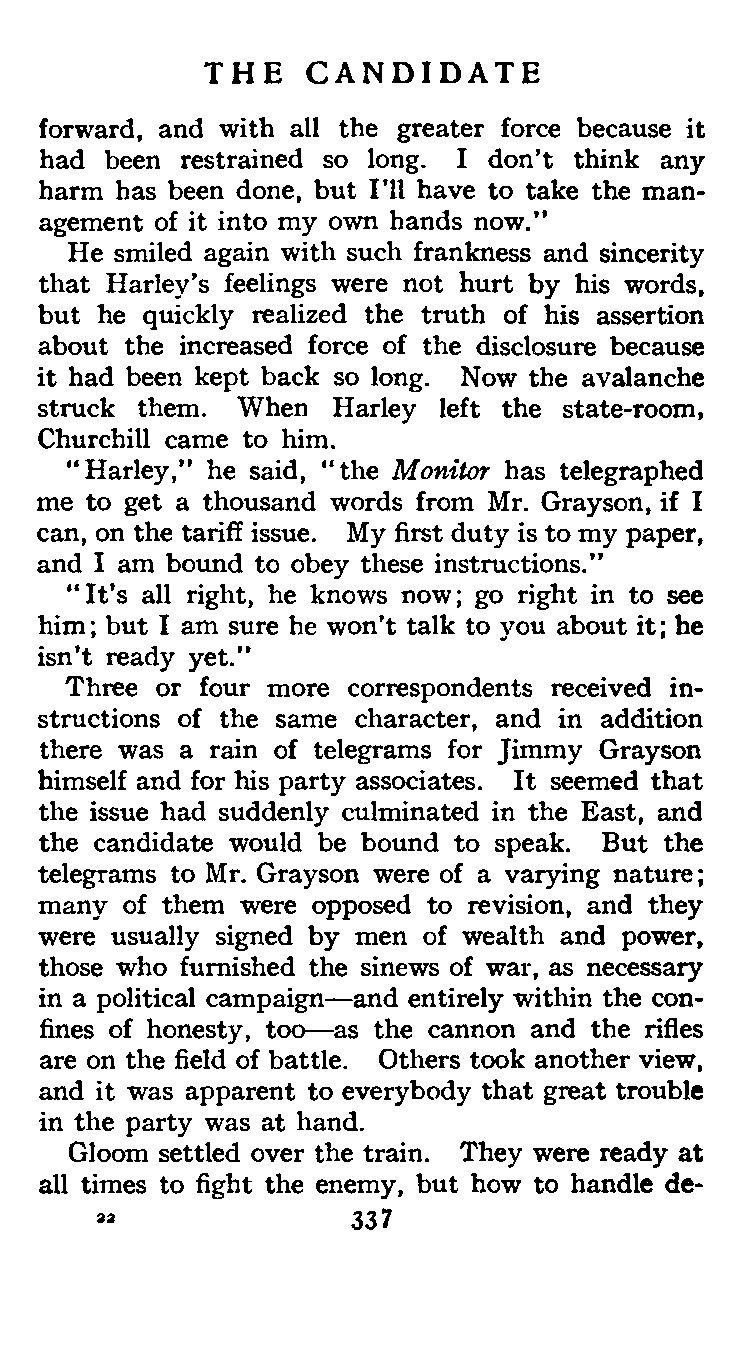 THE CANDIDATE
forward, and with all the greater force because it
had been restrained so long. I don't think any
harm has been done, but I'll have to take the man-
agement of it into my own hands now."
He smiled again with such frankness and sincerity
that Harley's feelings were not hurt by his words,
but he quickly realized the truth of his assertion
about the increased force of the disclosure because
it had been kept back so long. Now the avalanche
struck them. When Harley left the state-room,
Churchill came to him.
"Harley," he said, "the Monitor has telegraphed
me to get a thousand words from Mr. Grayson, if I
can, on the tariff issue. My first duty is to my paper,
and I am bound to obey these instructions."
"It's all right, he knows now; go right in to see
him; but I am sure he won't talk to you about it; he
isn't ready yet."
Three or four more correspondents received in-
structions of the same character, and in addition
there was a rain of telegrams for Jimmy Grayson
himself and for his party associates. It seemed that
the issue had suddenly culminated in the East, and
the candidate would be bound to speak. But the
telegrams to Mr. Grayson were of a varying nature;
many of them were opposed to revision, and they
were usually signed by men of wealth and power,
those who furnished the sinews of war, as necessary
in a political campaign—and entirely within the con-
fines of honesty, too—as the cannon and the rifles
are on the field of battle. Others took another view,
and it was apparent to everybody that great trouble
in the party was at hand.
Gloom settled over the train. They were ready at
all times to fight the enemy, but how to handle de-
22 337